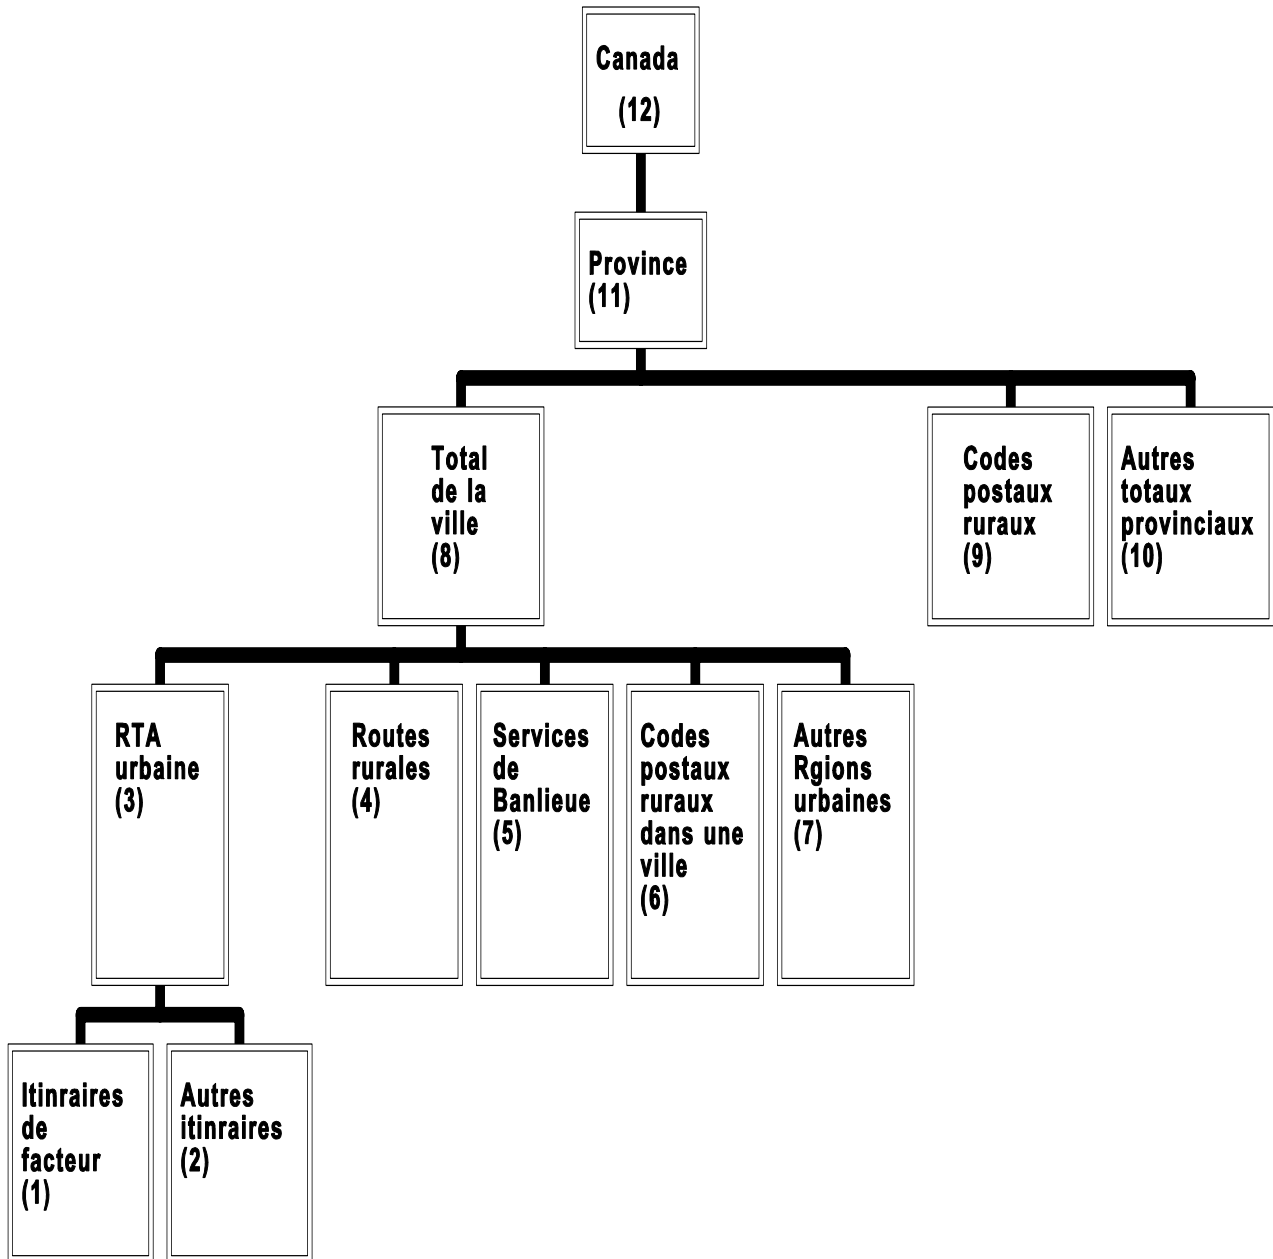 Canada
(12)
Province
(11)
Total
de la
ville
(8)
Codes
postaux
ruraux
(9)
Autres
totaux
provinciaux
(10)
RTA
urbaine
(3)
Routes
rurales
(4)
Services
de
Banlieue
(5)
Codes
postaux
ruraux
dans une
ville
(6)
Autres
Rgions
urbaines
(7)
Itinraires
de
facteur
(1)
Autres
itinraires
(2)